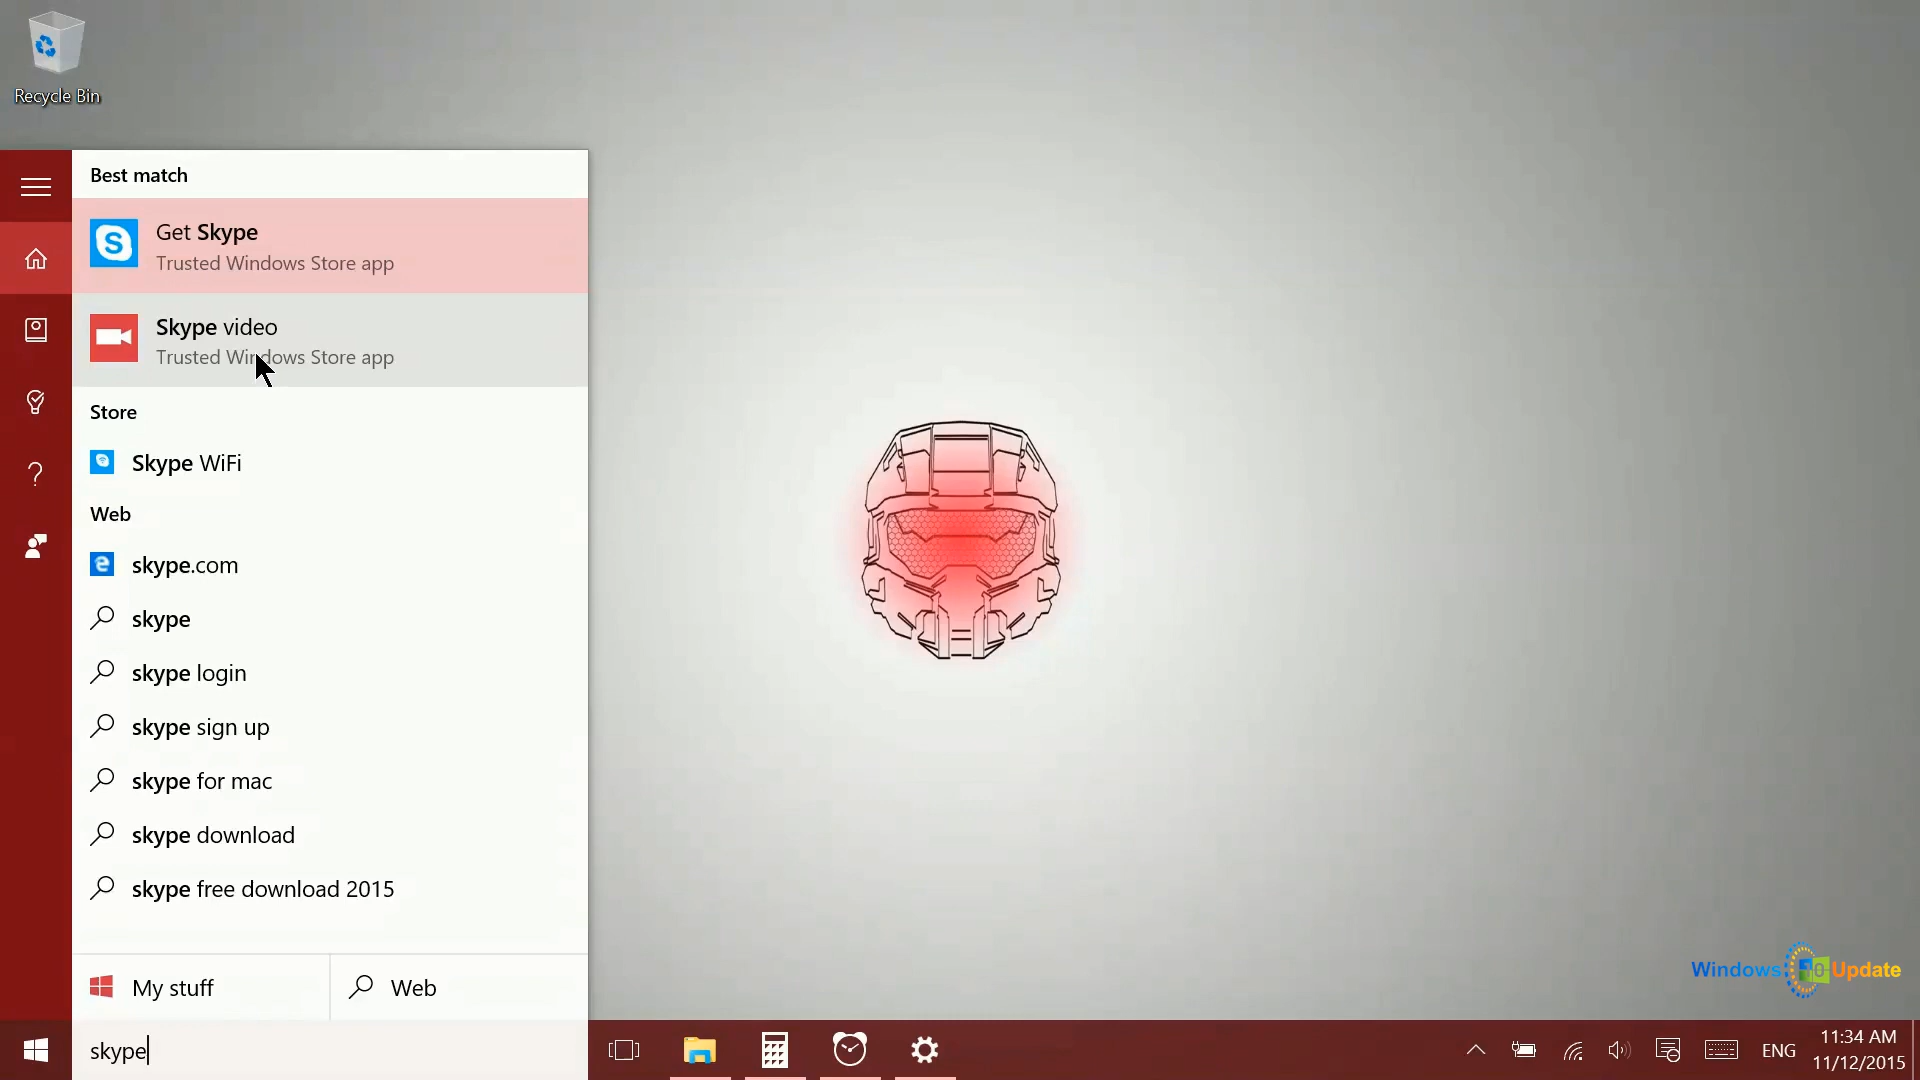 Recycle Bin
Best match
Get Skype
Trusted Windows Store app
Skype video
Trusted Windows Store app
Store
Skype WiFi
Web
skype.com
skype
skype login
skype sign up
skype for mac
skype download
skype free download 2015
My stuff
Web
Windows 10 Update
skype
ENG
11:34 AM
11/12/2015